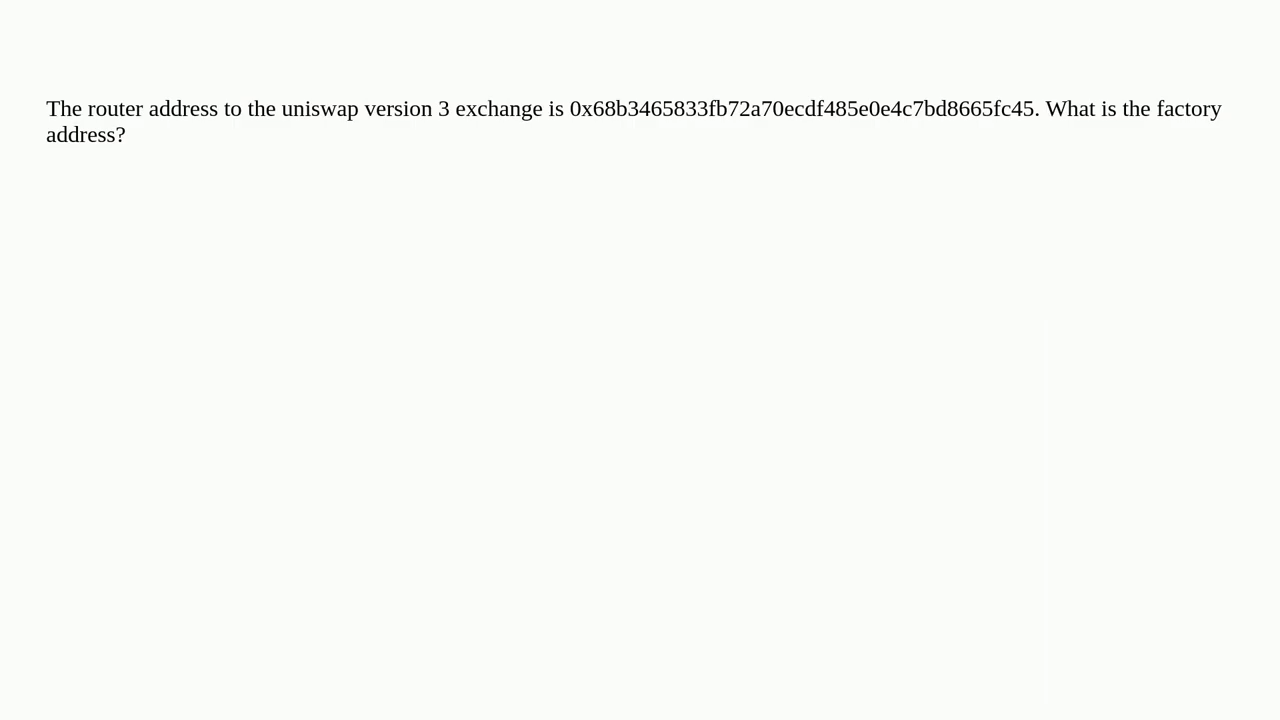 The router address to the uniswap version 3 exchange is 0x68b3465833fb72a70ecdf485e0e4c7bd8665fc45. What is the factory
address?